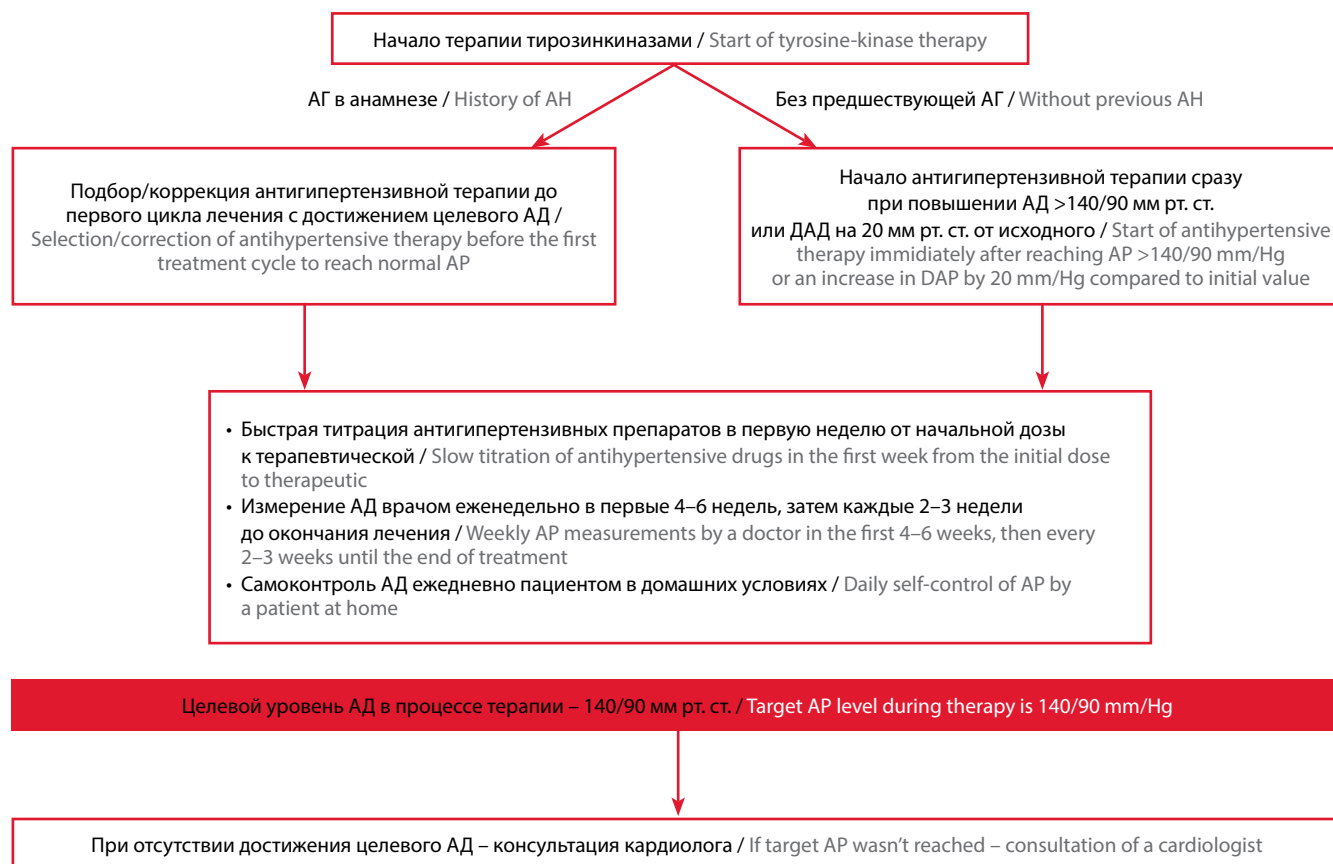 Начало терапии тирозинкиназами / Start of tyrosine-kinase therapy
АГ в анамнезе / History of AH
Без предшествующей АГ / Without previous AH
Подбор/коррекция антигипертензивной терапии до
первого цикла лечения с достижением целевого АД /
Selection/correction of antihypertensive therapy before the first
treatment cycle to reach normal AP
Начало антигипертензивной терапии сразу
при повышении АД >140/90 мм рт. ст.
или ДАД на 20 мм рт. ст. от исходного / Start of antihypertensive
therapy immidiately after reaching AP >140/90 mm/Hg
or an increase in DAP by 20 mm/Hg compared to initial value
• Быстрая титрация антигипертензивных препаратов в первую неделю от начальной дозы
к терапевтической / Slow titration of antihypertensive drugs in the first week from the initial dose
to therapeutic
• Измерение АД врачом еженедельно в первые 4–6 недель, затем каждые 2–3 недели
до окончания лечения / Weekly AP measurements by a doctor in the first 4–6 weeks, then every
2–3 weeks until the end of treatment
• Самоконтроль АД ежедневно пациентом в домашних условиях / Daily self-control of AP by
a patient at home
Целевой уровень АД в процессе терапии – 140/90 мм рт. ст. / Target AP level during therapy is 140/90 mm/Hg
При отсутствии достижения целевого АД – консультация кардиолога / If target AP wasn't reached – consultation of a cardiologist